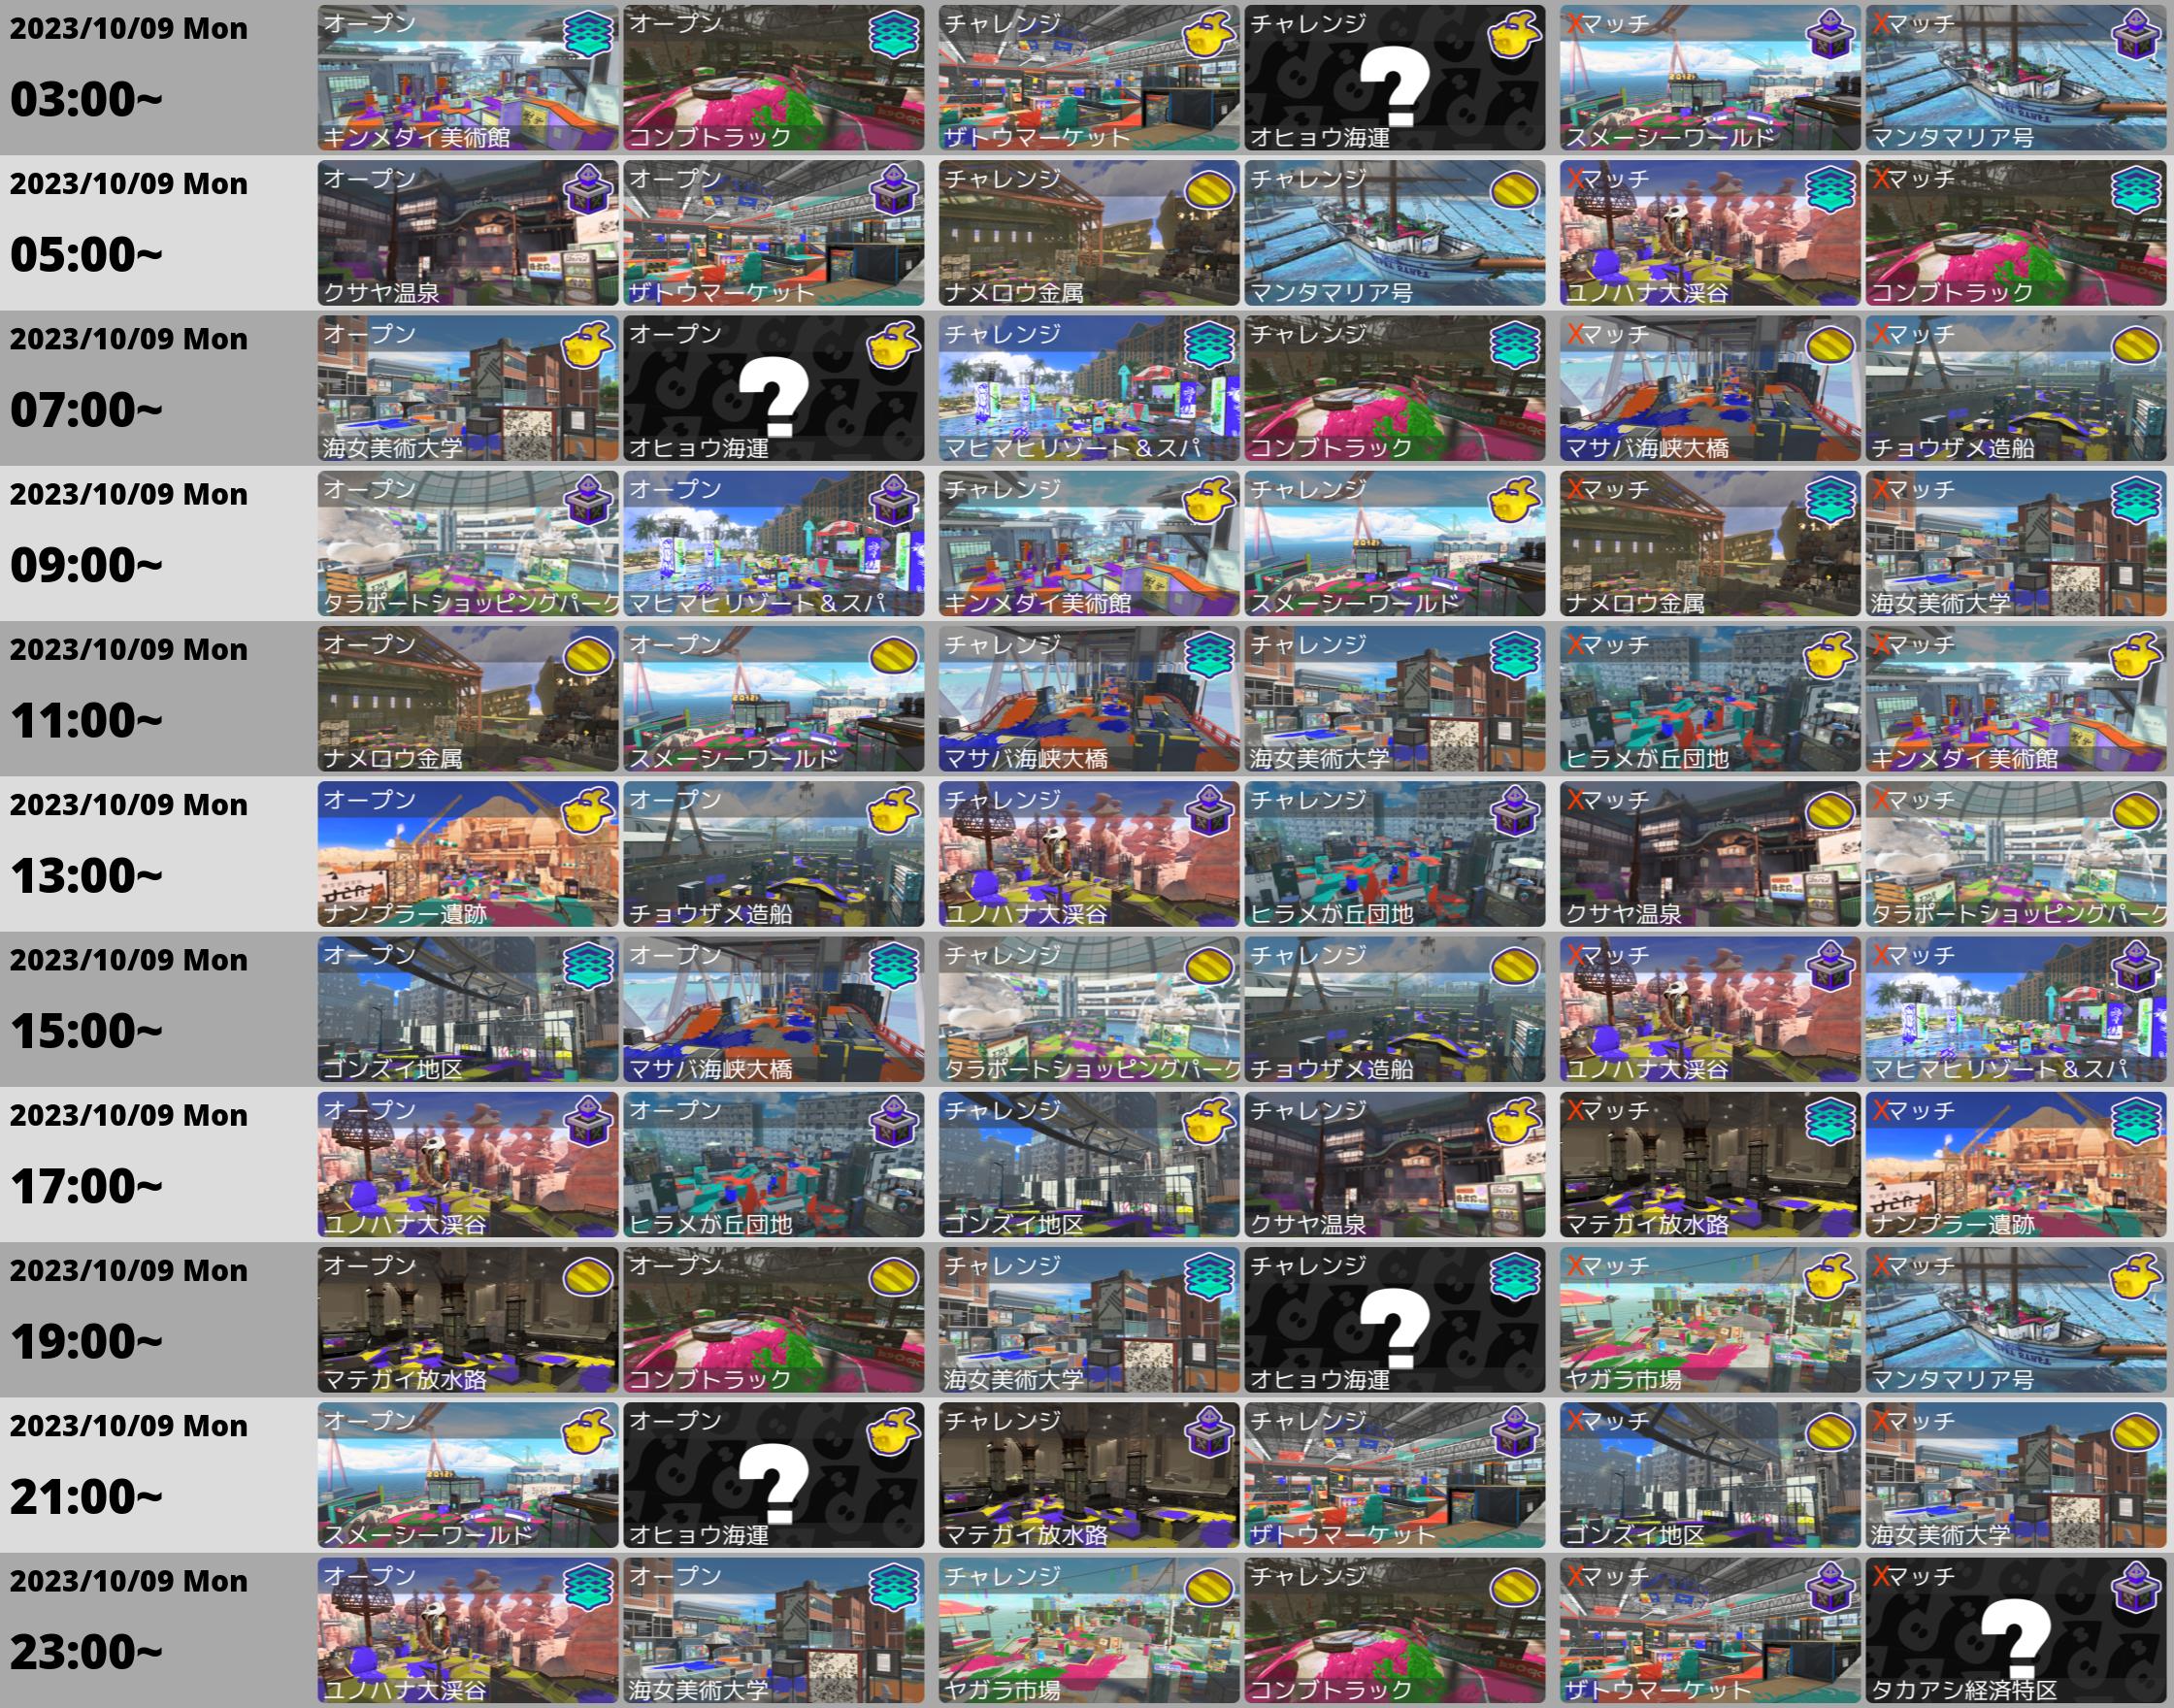 2023/10/09 Mon
03:00~
オープン
キンメダイ美術館
オープン
コンブトラック
チャレンジ
ザトウマーケット
チャレンジ
オヒョウ海運
Xマッチ
スメーシーワールド
Xマッチ
マンタマリア号
2023/10/09 Mon
05:00~
オープン
クサヤ温泉
オープン
ザトウマーケット
チャレンジ
ナメロウ金属
チャレンジ
マンタマリア号
Xマッチ
ユノハナ大渓谷
Xマッチ
コンブトラック
2023/10/09 Mon
07:00~
オープン
海女美術大学
オープン
オヒョウ海運
チャレンジ
マヒマヒリゾート＆スパ
チャレンジ
コンブトラック
Xマッチ
マサバ海峡大橋
Xマッチ
チョウザメ造船
2023/10/09 Mon
09:00~
オープン
タラポートショッピングパーク
オープン
マヒマヒリゾート＆スパ
チャレンジ
キンメダイ美術館
チャレンジ
スメーシーワールド
Xマッチ
ナメロウ金属
Xマッチ
海女美術大学
2023/10/09 Mon
11:00~
オープン
ナメロウ金属
オープン
スメーシーワールド
チャレンジ
マサバ海峡大橋
チャレンジ
海女美術大学
Xマッチ
ヒラメが丘団地
Xマッチ
キンメダイ美術館
2023/10/09 Mon
13:00~
オープン
ナンプラー遺跡
オープン
チョウザメ造船
チャレンジ
ユノハナ大渓谷
チャレンジ
ヒラメが丘団地
Xマッチ
クサヤ温泉
Xマッチ
タラポートショッピングパーク
2023/10/09 Mon
15:00~
オープン
ゴンズイ地区
オープン
マサバ海峡大橋
チャレンジ
タラポートショッピングパーク
チャレンジ
チョウザメ造船
Xマッチ
ユノハナ大渓谷
Xマッチ
マヒマヒリゾート＆スパ
2023/10/09 Mon
17:00~
オープン
ユノハナ大渓谷
オープン
ヒラメが丘団地
チャレンジ
ゴンズイ地区
チャレンジ
クサヤ温泉
Xマッチ
マテガイ放水路
Xマッチ
ナンプラー遺跡
2023/10/09 Mon
19:00~
オープン
マテガイ放水路
オープン
コンブトラック
チャレンジ
海女美術大学
チャレンジ
オヒョウ海運
Xマッチ
ヤガラ市場
Xマッチ
マンタマリア号
2023/10/09 Mon
21:00~
オープン
スメーシーワールド
オープン
オヒョウ海運
チャレンジ
マテガイ放水路
チャレンジ
ザトウマーケット
Xマッチ
ゴンズイ地区
Xマッチ
海女美術大学
2023/10/09 Mon
23:00~
オープン
ユノハナ大渓谷
オープン
海女美術大学
チャレンジ
ヤガラ市場
チャレンジ
コンブトラック
Xマッチ
ザトウマーケット
Xマッチ
タカアシ経済特区